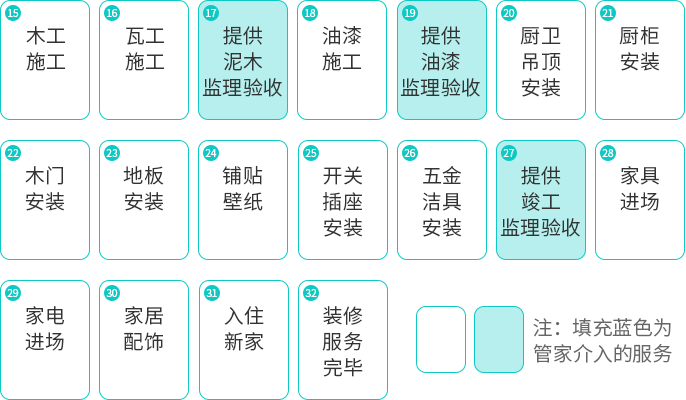 15
木工
施工
16
瓦工
施工
17
提供
泥木
监理验收
18
油漆
施工
19
提供
油漆
监理验收
20
厨卫
吊顶
安装
21
厨柜
安装
22
木门
安装
23
地板
安装
24
铺贴
壁纸
25
开关
插座
安装
26
五金
洁具
安装
27
提供
竣工
监理验收
28
家具
进场
29
家电
进场
30
家居
配饰
31
入住
新家
32
装修
服务
完毕
注：填充蓝色为
管家介入的服务